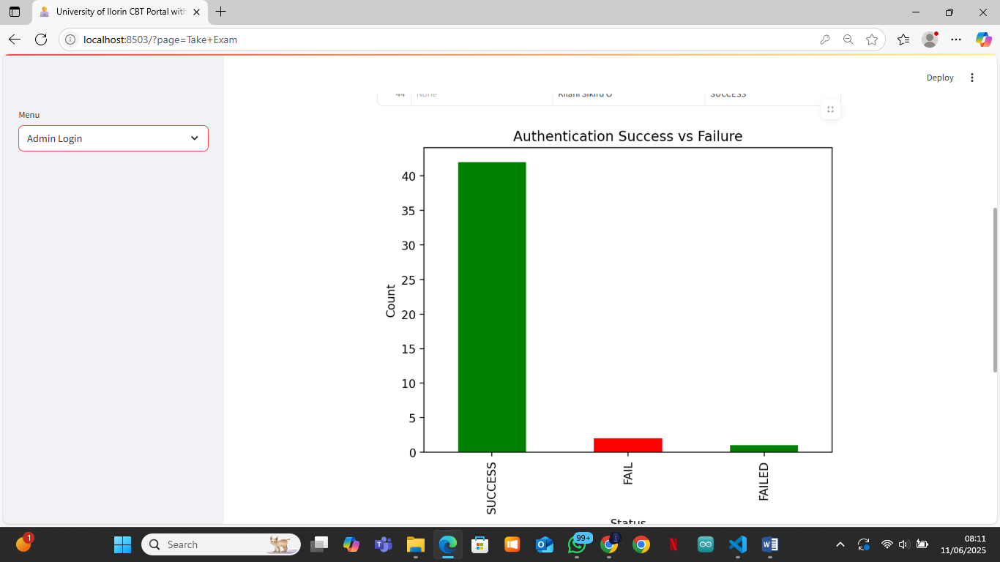 University of Ilorin CBT Portal with
localhost:8503/?page=Take+Exam
Deploy
Menu
Admin Login
44 None Kilani Sikiru O SUCCESS
Authentication Success vs Failure
Count
40
35
30
25
20
15
10
5
0
SUCCESS
FAIL
FAILED
Status
1
Search
99+
08:11
11/06/2025